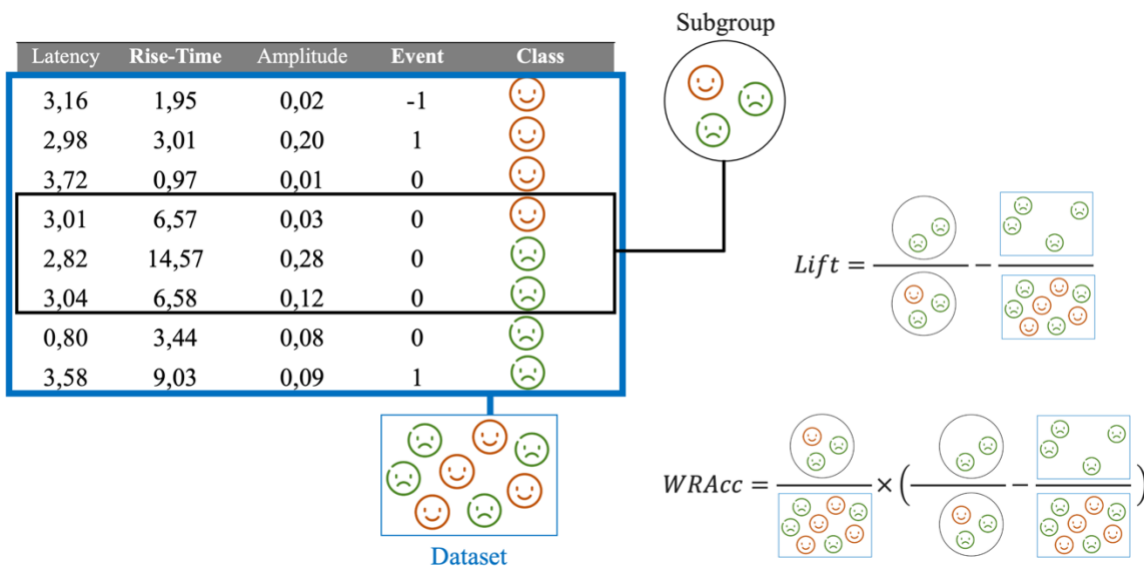 Subgroup
Latency Rise-Time Amplitude Event Class
3,16 1,95 0,02 -1
2,98 3,01 0,20 1
3,72 0,97 0,01 0
3,01 6,57 0,03 0
2,82 14,57 0,28 0
3,04 6,58 0,12 0
0,80 3,44 0,08 0
3,58 9,03 0,09 1
Lift = −
WRAcc = × ( − )
Dataset